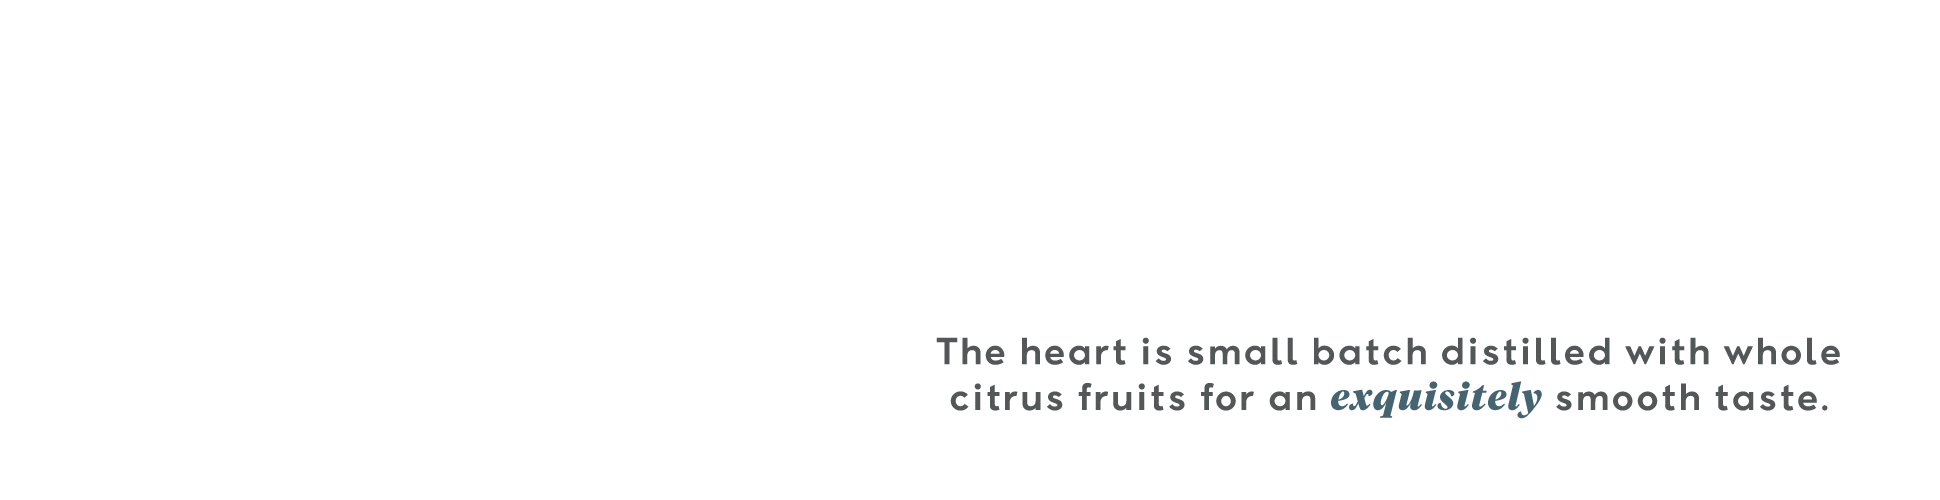 The heart is small batch distilled with whole
citrus fruits for an exquisitely smooth taste.